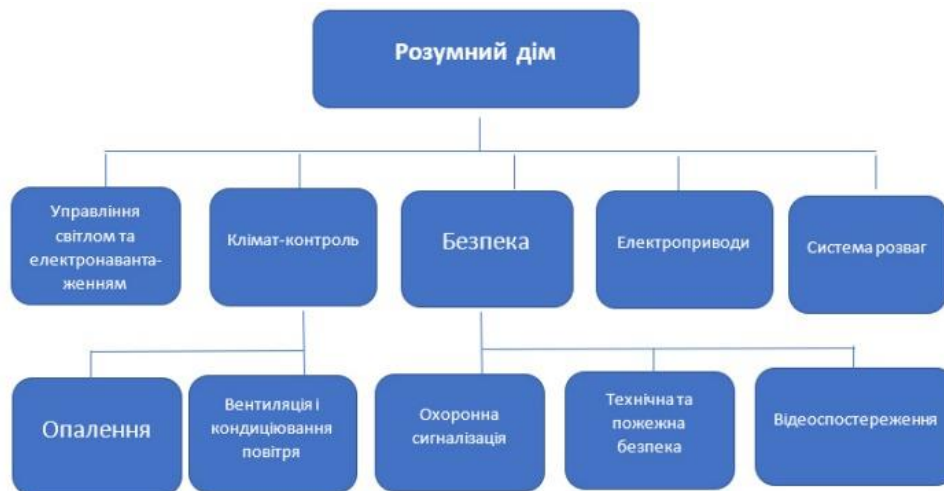 Розумний дім
Управління
світлом та
електронаванта-
женням
Клімат-контроль
Безпека
Електроприводи
Система розваг
Опалення
Вентиляція і
кондиціювання
повітря
Охоронна
сигналізація
Технічна та
пожежна
безпека
Відеоспостереження